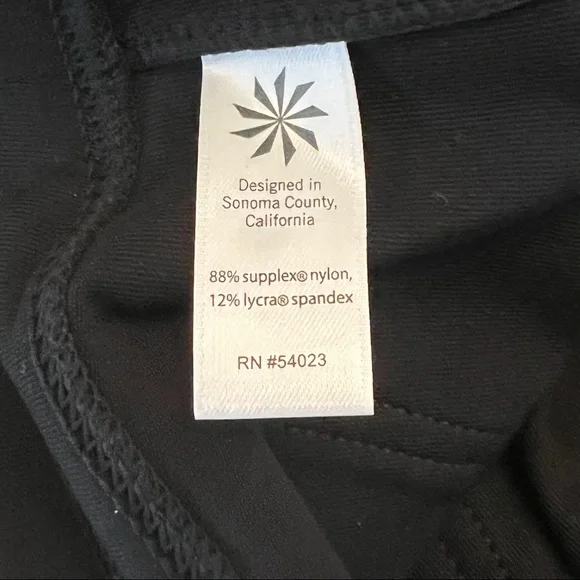 Designed in
Sonoma County,
California
88% supplex® nylon,
12% lycra® spandex
RN #54023